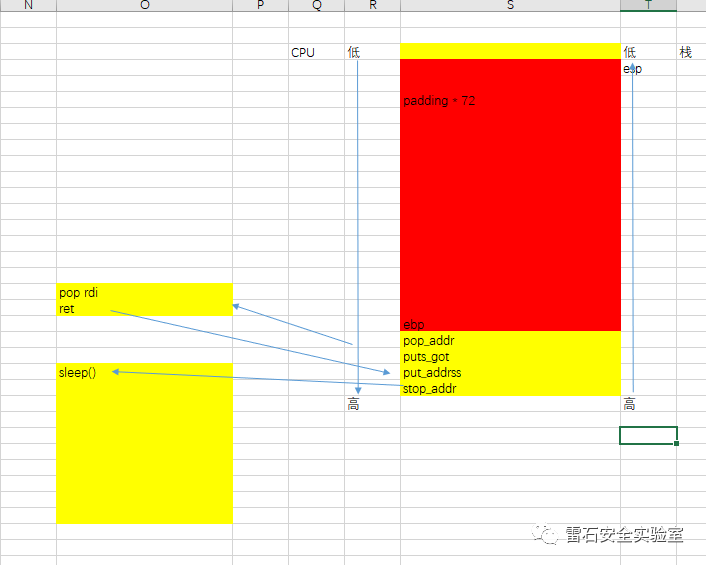 N O P Q R S T
CPU 低 低 栈
esp
padding * 72
pop rdi
ret
ebp
pop_addr
puts_got
sleep() put_addrss
stop_addr
高 高
雷石安全实验室